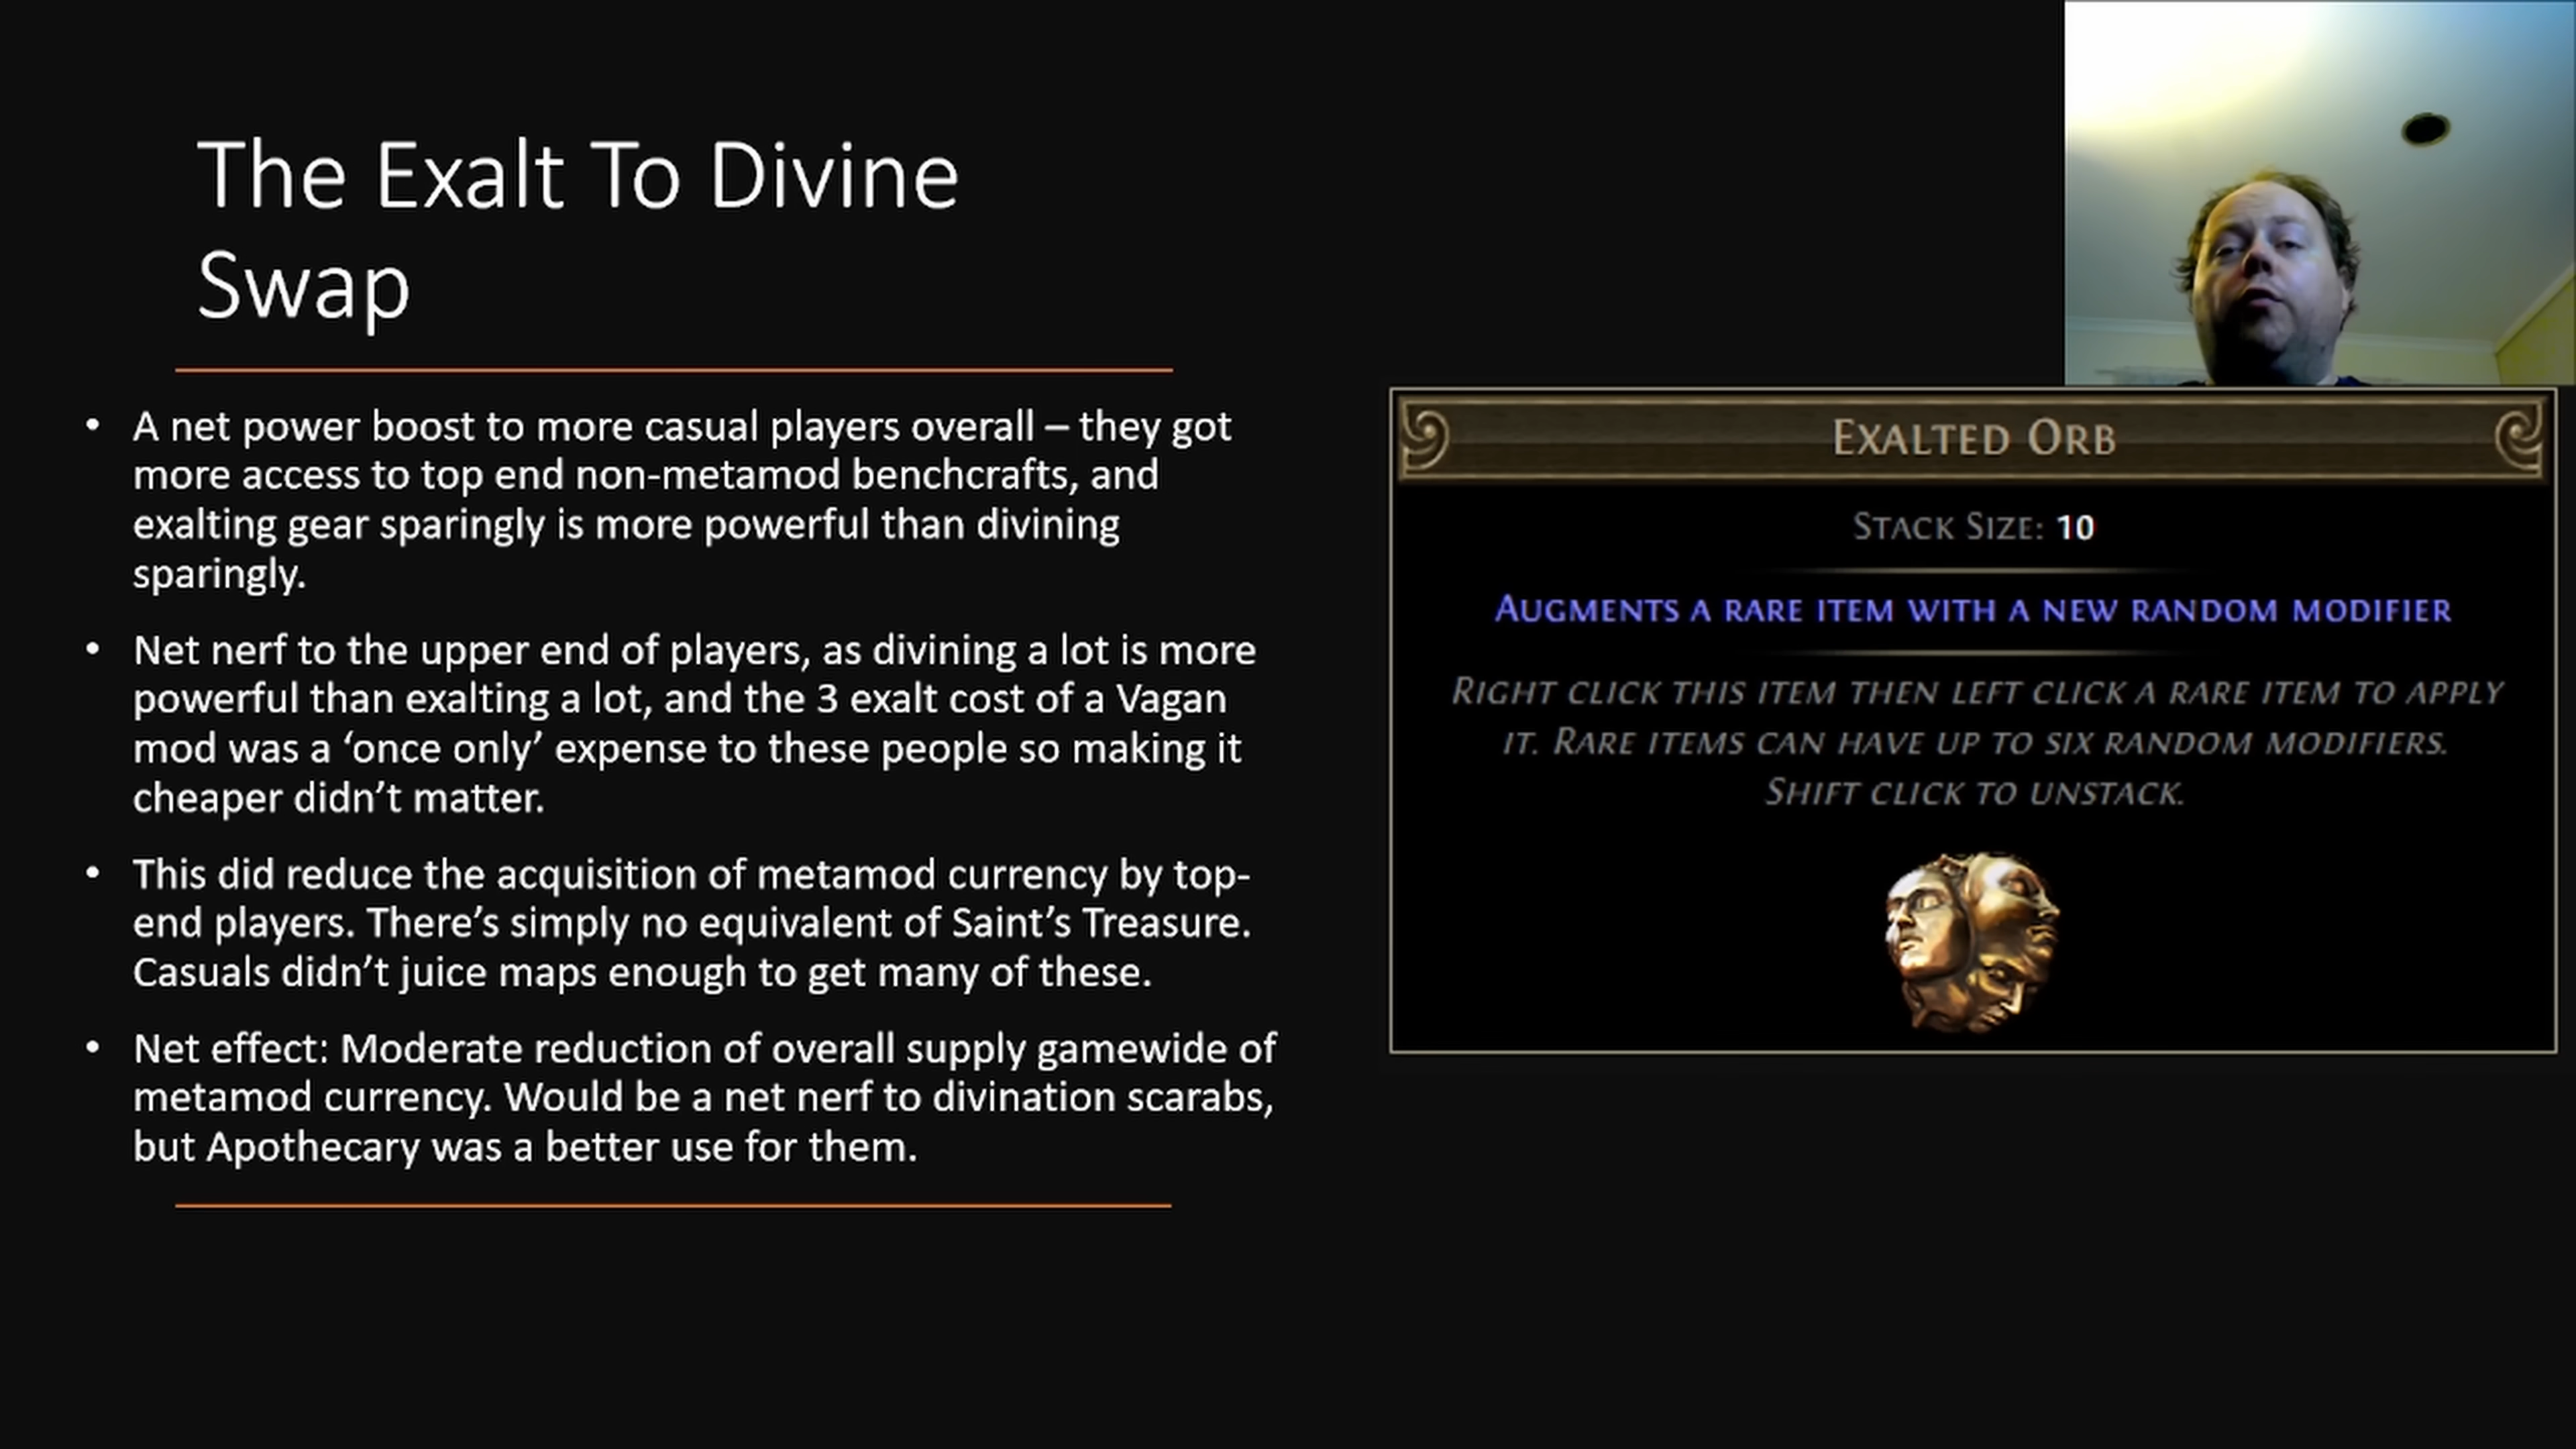 The Exalt To Divine
Swap
• A net power boost to more casual players overall – they got
more access to top end non-metamod benchcrafts, and
exalting gear sparingly is more powerful than divining
sparingly.
• Net nerf to the upper end of players, as divining a lot is more
powerful than exalting a lot, and the 3 exalt cost of a Vagan
mod was a ‘once only’ expense to these people so making it
cheaper didn’t matter.
• This did reduce the acquisition of metamod currency by top-
end players. There’s simply no equivalent of Saint’s Treasure.
Casuals didn’t juice maps enough to get many of these.
• Net effect: Moderate reduction of overall supply gamewide of
metamod currency. Would be a net nerf to divination scarabs,
but Apothecary was a better use for them.
Exalted Orb
Stack Size: 10
Augments a rare item with a new random modifier
Right click this item then left click a rare item to apply
it. Rare items can have up to six random modifiers.
Shift click to unstack.